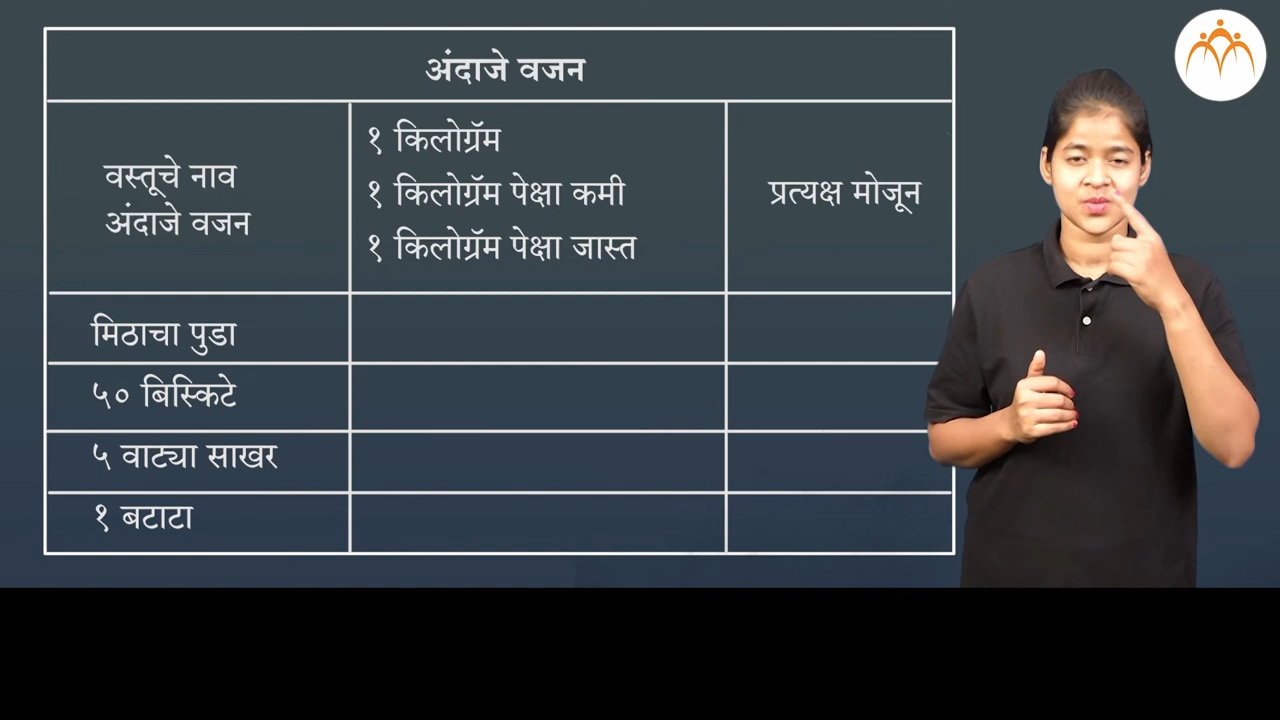 अंदाजे वजन
वस्तूचे नाव
अंदाजे वजन
१ किलोग्रॅम
१ किलोग्रॅम पेक्षा कमी
१ किलोग्रॅम पेक्षा जास्त
प्रत्यक्ष मोजून
मिठाचा पुडा
५० बिस्किटे
५ वाट्या साखर
१ बटाटा